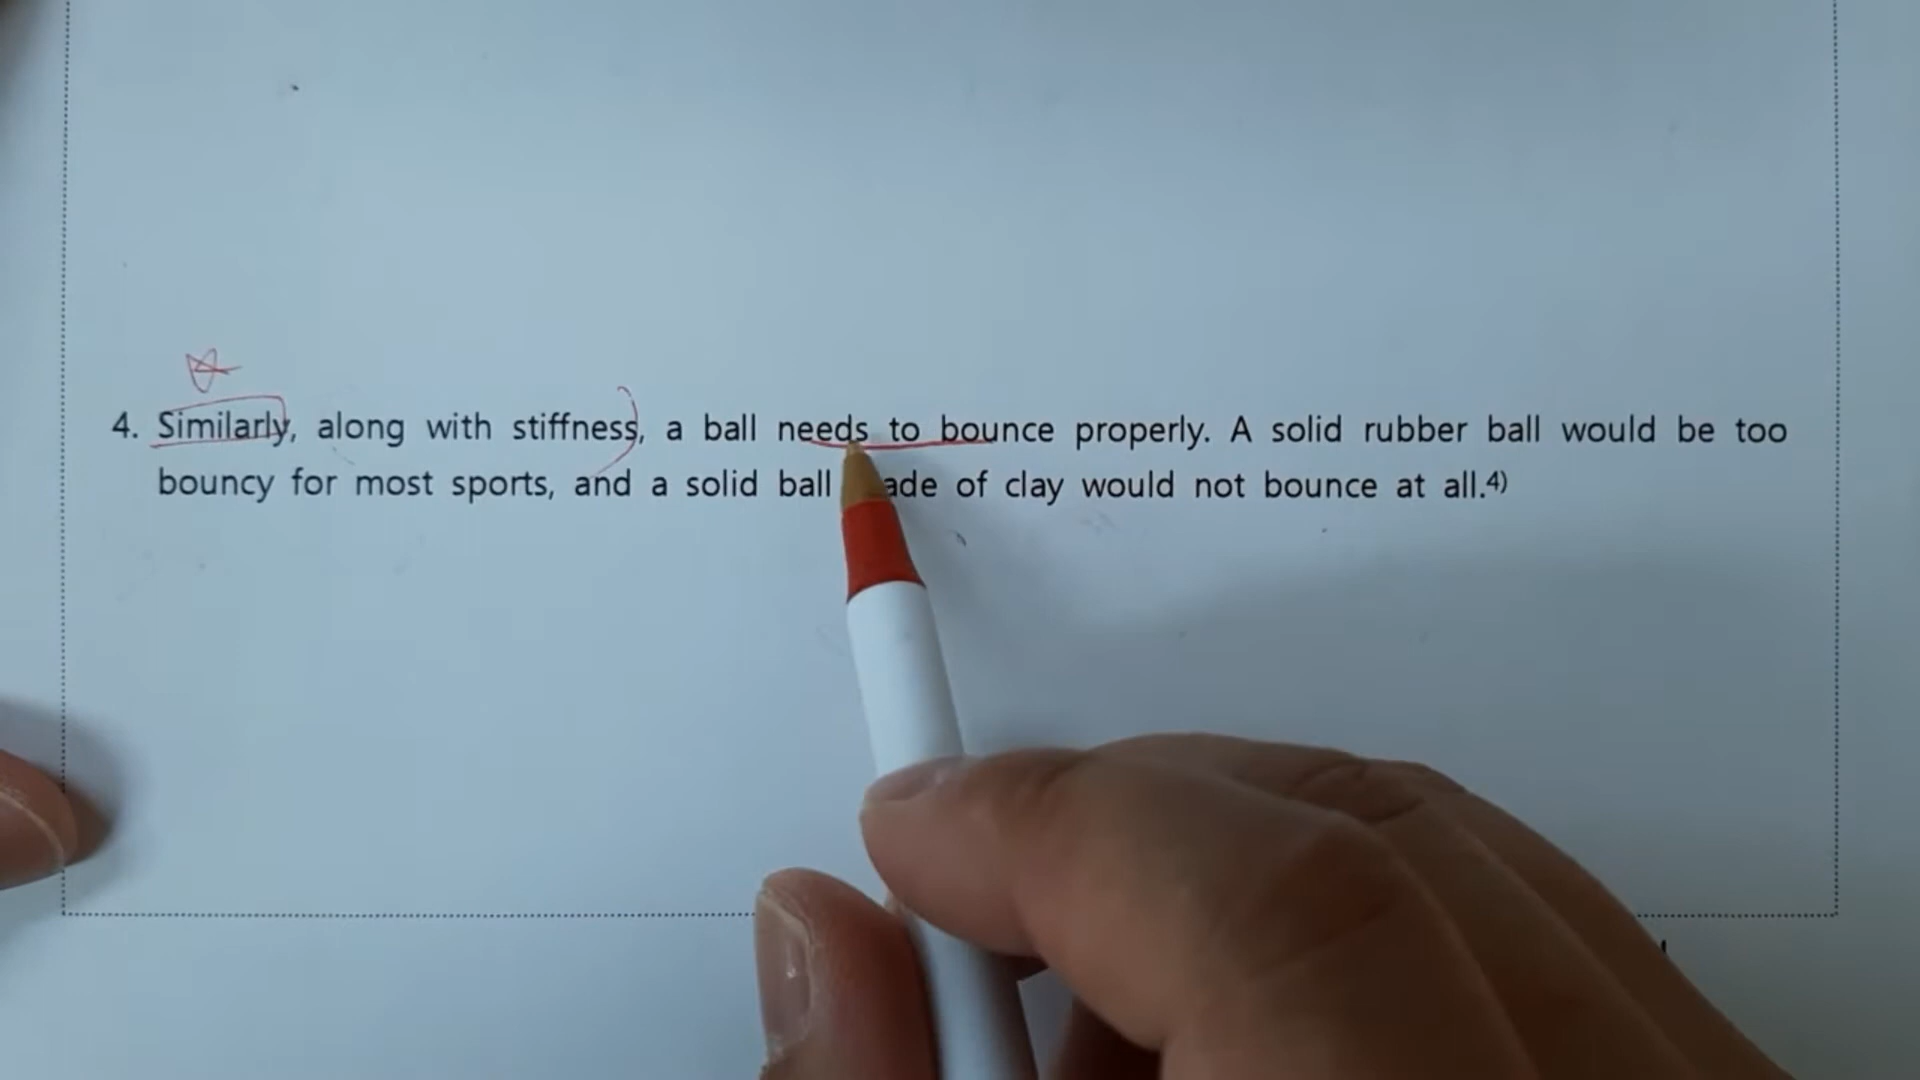 4. Similarly, along with stiffness, a ball needs to bounce properly. A solid rubber ball would be too
bouncy for most sports, and a solid ball of clay would not bounce at all.4)